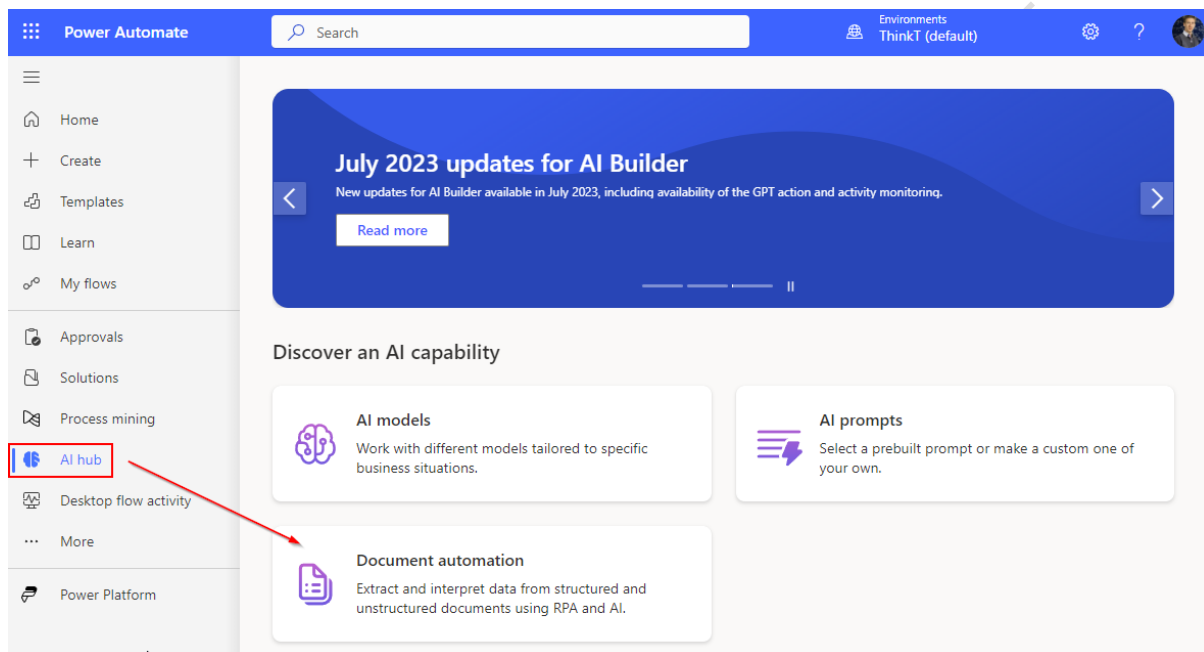 Power Automate
Search
Environments
ThinkT (default)
?
Home
Create
Templates
Learn
My flows
Approvals
Solutions
Process mining
AI hub
Desktop flow activity
More
Power Platform
July 2023 updates for AI Builder
New updates for AI Builder available in July 2023, including availability of the GPT action and activity monitoring.
Read more
Discover an AI capability
AI models
Work with different models tailored to specific
business situations.
AI prompts
Select a prebuilt prompt or make a custom one of
your own.
Document automation
Extract and interpret data from structured and
unstructured documents using RPA and AI.